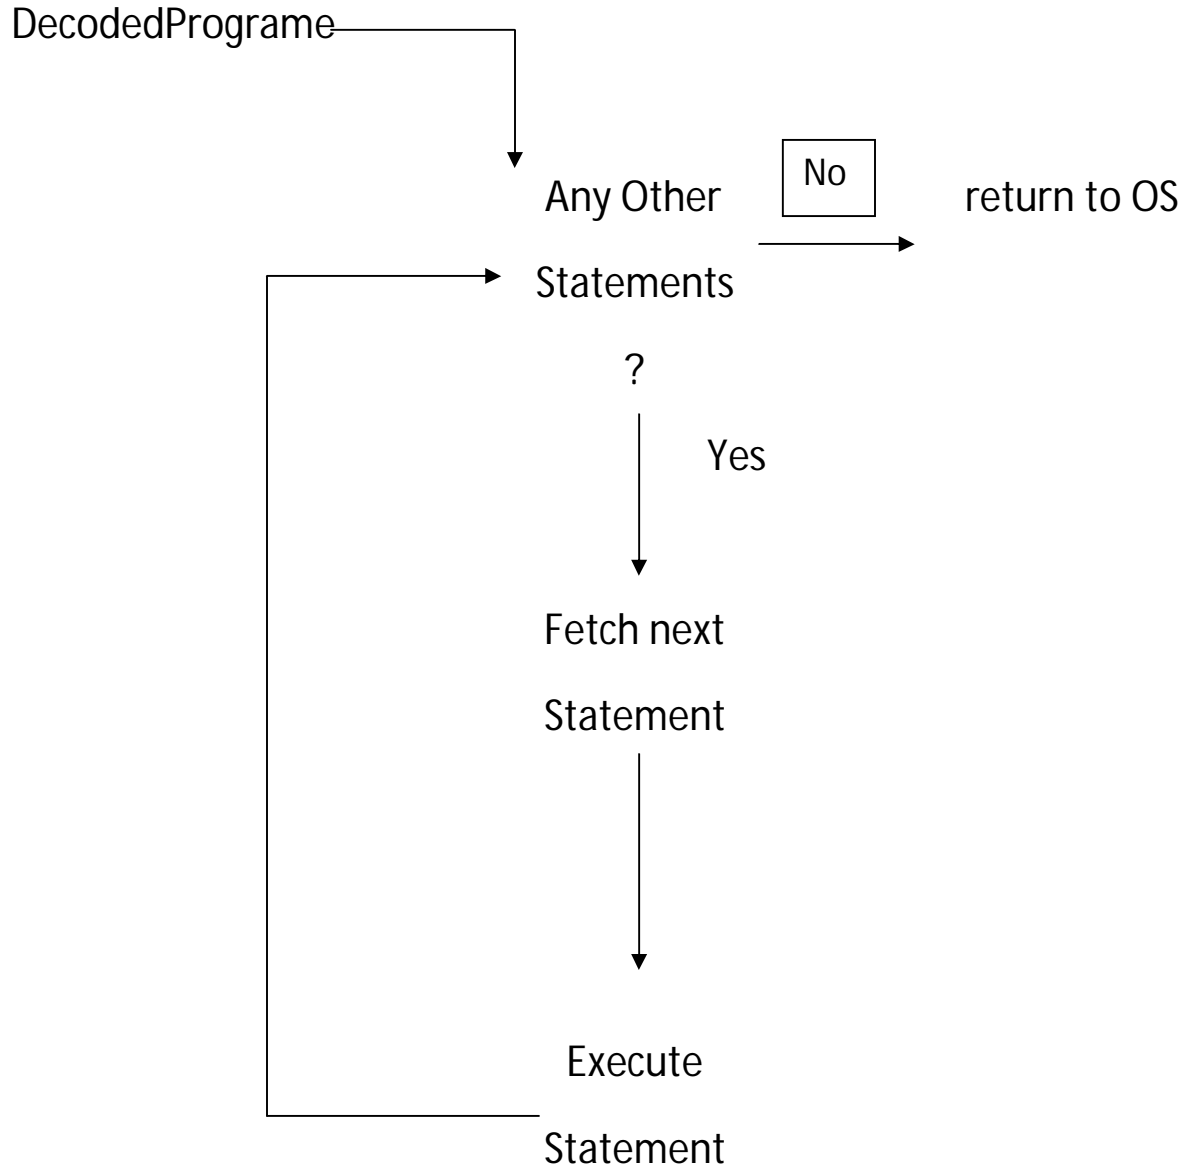 DecodedPrograme
No
Any Other
return to OS
Statements
?
Yes
Fetch next
Statement
Execute
Statement